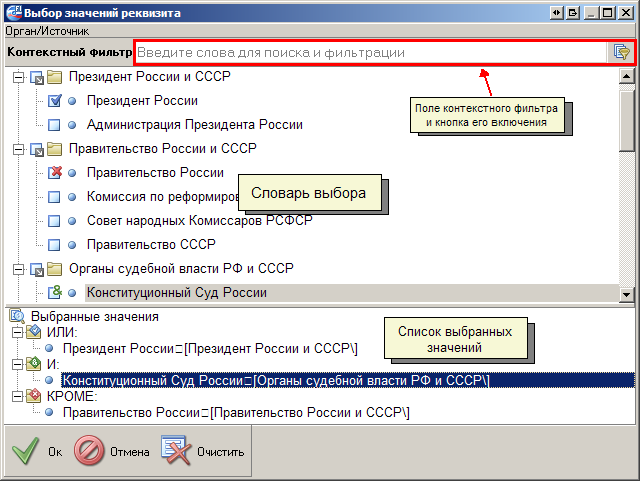 Выбор значений реквизита
Орган/Источник
Контекстный фильтр Введите слова для поиска и фильтрации
Президент России и СССР
Президент России
Администрация Президента России
Поле контекстного фильтра
и кнопка его включения
Правительство России и СССР
Правительство России
Комиссия по реформиров
Словарь выбора
Совет народных Комиссаров РСФСР
Правительство СССР
Органы судебной власти РФ и СССР
Конституционный Суд России
Выбранные значения
ИЛИ:
Президент России□[Президент России и СССР\]
Список выбранных
значений
И:
Конституционный Суд России□[Органы судебной власти РФ и СССР\]
КРОМЕ:
Правительство России□[Правительство России и СССР\]
Ок Отмена Очистить